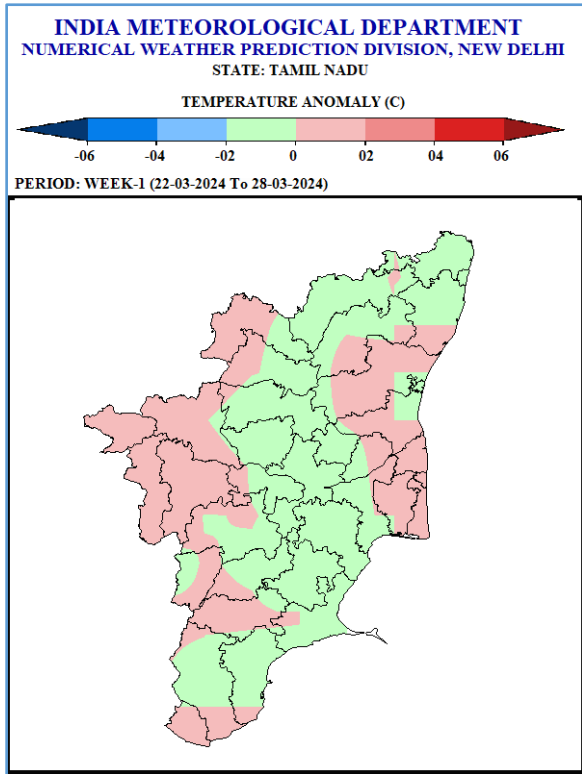 INDIA METEOROLOGICAL DEPARTMENT
NUMERICAL WEATHER PREDICTION DIVISION, NEW DELHI
STATE: TAMIL NADU
TEMPERATURE ANOMALY (C)
-06 -04 -02 0 02 04 06
PERIOD: WEEK-1 (22-03-2024 To 28-03-2024)